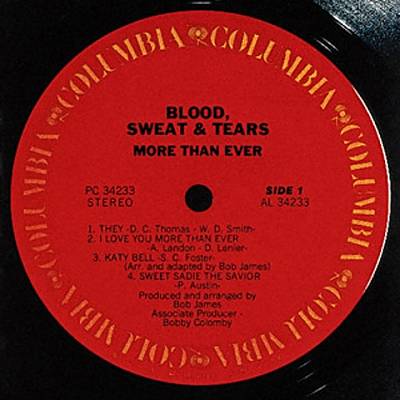 COLUMBIA COLUMBIA COLUMBIA COLUMBIA COLUMBIA COLUMBIA
BLOOD,
SWEAT & TEARS
MORE THAN EVER
PC 34233
STEREO
SIDE 1
AL 34233
1. THEY -D. C. Thomas - W. D. Smith-
2. I LOVE YOU MORE THAN EVER
-A. Landon - D. Lanier-
3. KATY BELL -S. C. Foster-
(Arr. and adapted by Bob James)
4. SWEET SADIE THE SAVIOR
-P. Austin-
Produced and arranged by
Bob James
Associate Producer -
Bobby Colomby